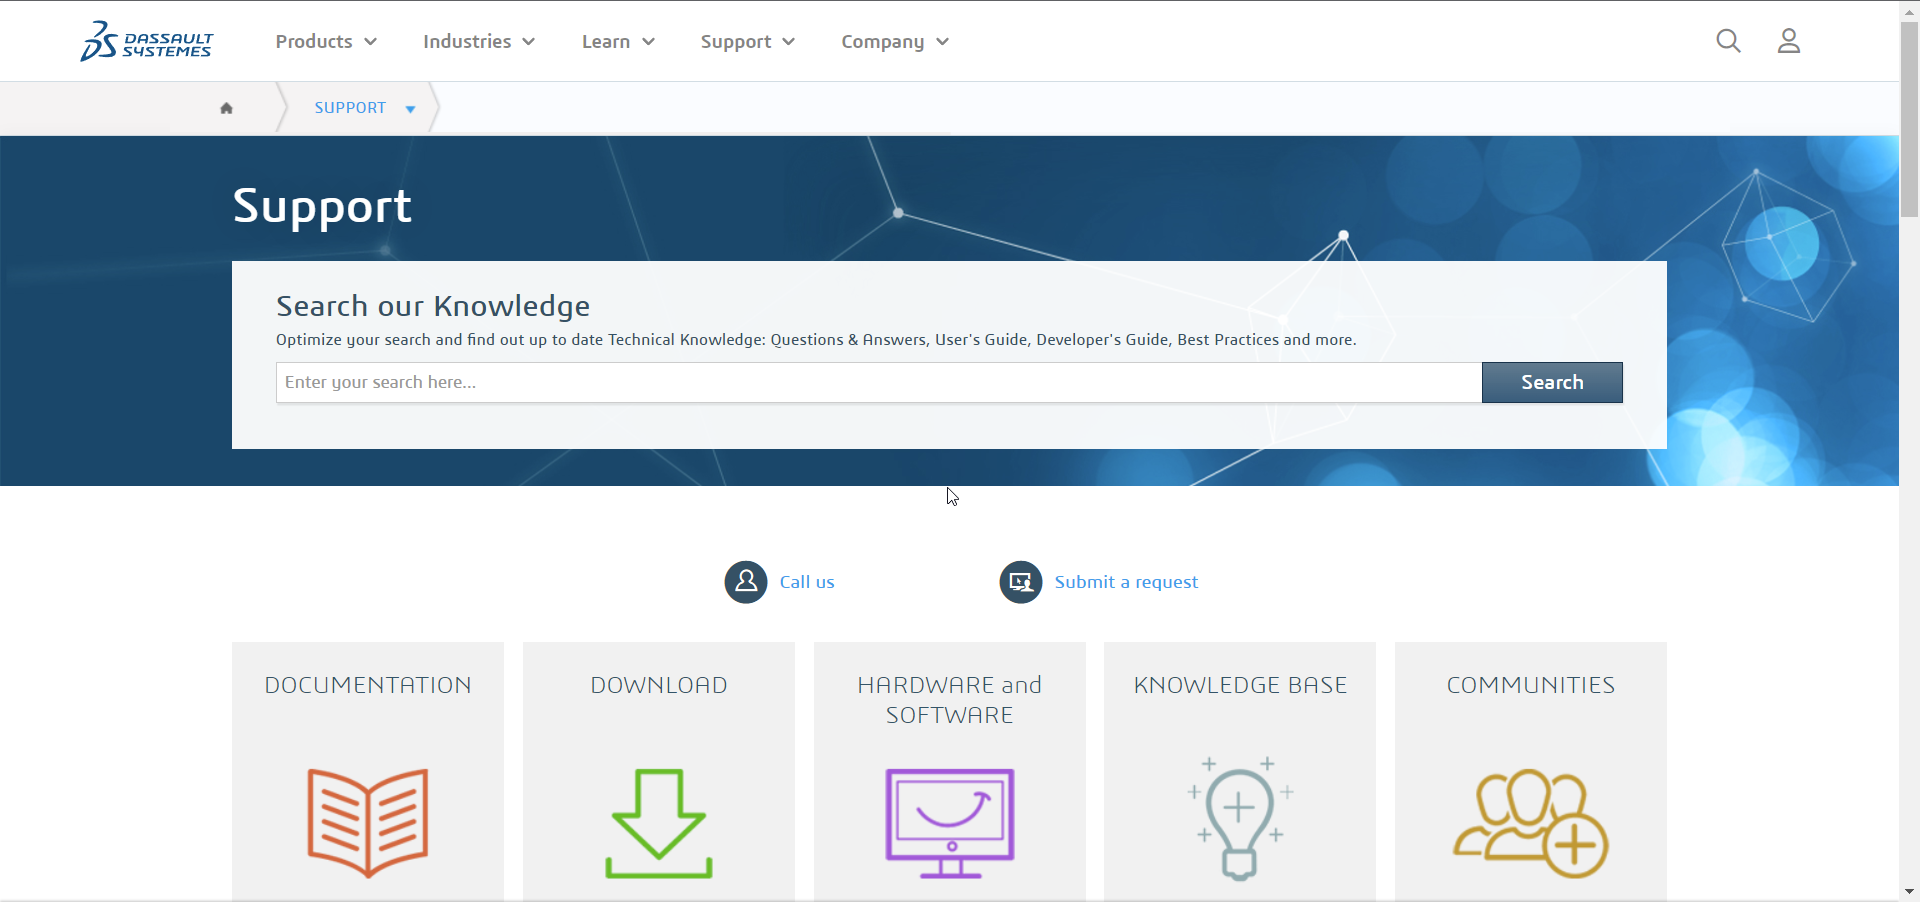 DASSAULT
SYSTEMES
Products
Industries
Learn
Support
Company
SUPPORT
Support
Search our Knowledge
Optimize your search and find out up to date Technical Knowledge: Questions & Answers, User's Guide, Developer's Guide, Best Practices and more.
Enter your search here...
Search
Call us
Submit a request
DOCUMENTATION
DOWNLOAD
HARDWARE and
SOFTWARE
KNOWLEDGE BASE
COMMUNITIES